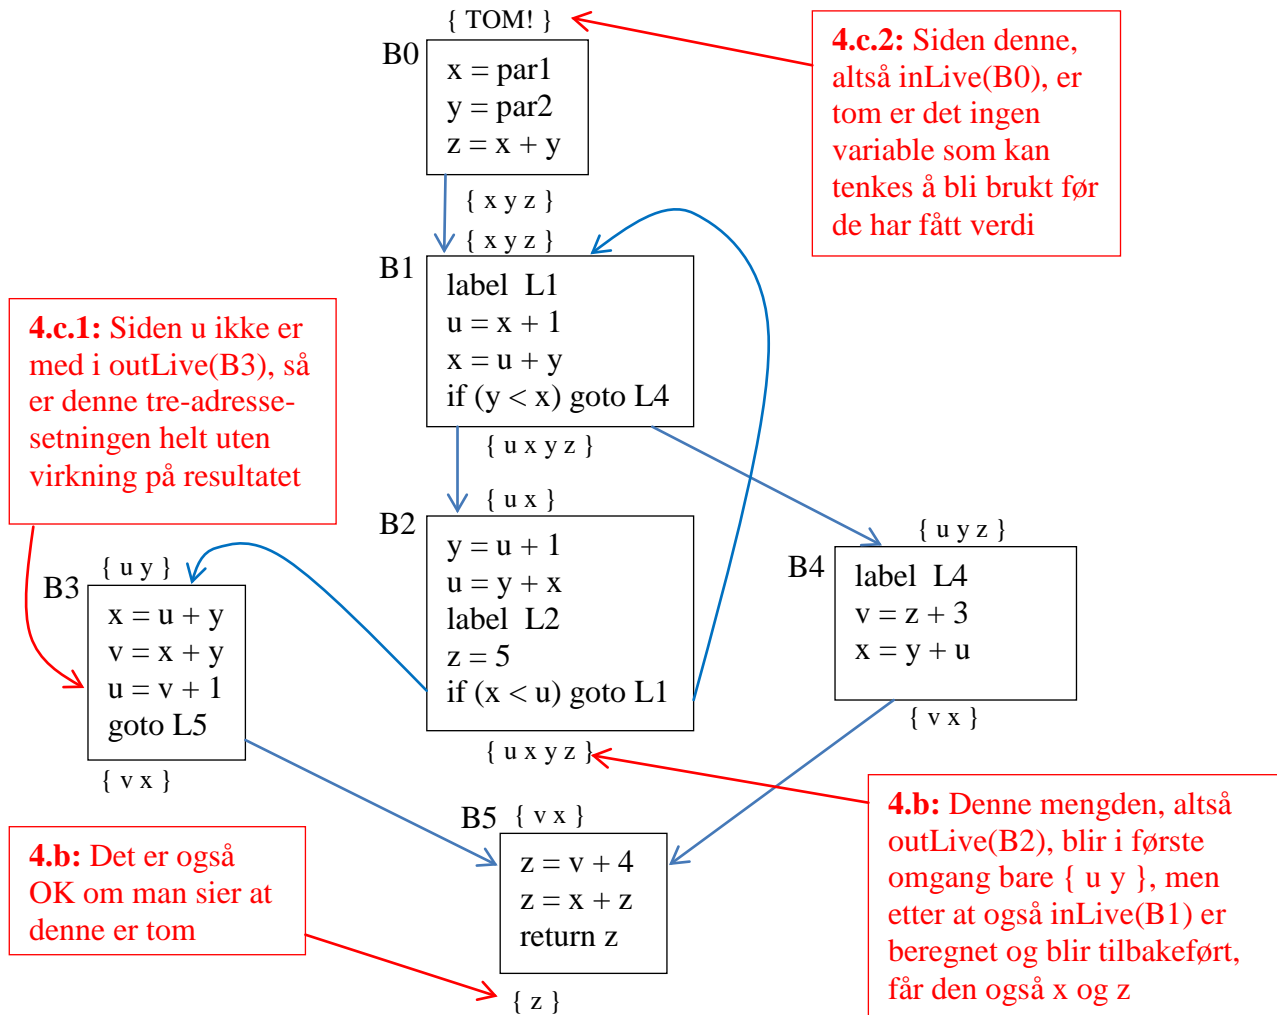 { TOM! }
B0
x = par1
y = par2
z = x + y
{ x y z }
4.c.2: Siden denne,
altså inLive(B0), er
tom er det ingen
variable som kan
tenkes å bli brukt før
de har fått verdi
{ x y z }
B1
label L1
u = x + 1
x = u + y
if (y < x) goto L4
{ u x y z }
4.c.1: Siden u ikke er
med i outLive(B3), så
er denne tre-adresse-
setningen helt uten
virkning på resultatet
{ u x }
B2
y = u + 1
u = y + x
label L2
z = 5
if (x < u) goto L1
{ u x y z }
{ u y }
B3
x = u + y
v = x + y
u = v + 1
goto L5
{ v x }
{ u y z }
B4
label L4
v = z + 3
x = y + u
{ v x }
B5
{ v x }
z = v + 4
z = x + z
return z
{ z }
4.b: Det er også
OK om man sier at
denne er tom
4.b: Denne mengden, altså
outLive(B2), blir i første
omgang bare { u y }, men
etter at også inLive(B1) er
beregnet og blir tilbakeført,
får den også x og z